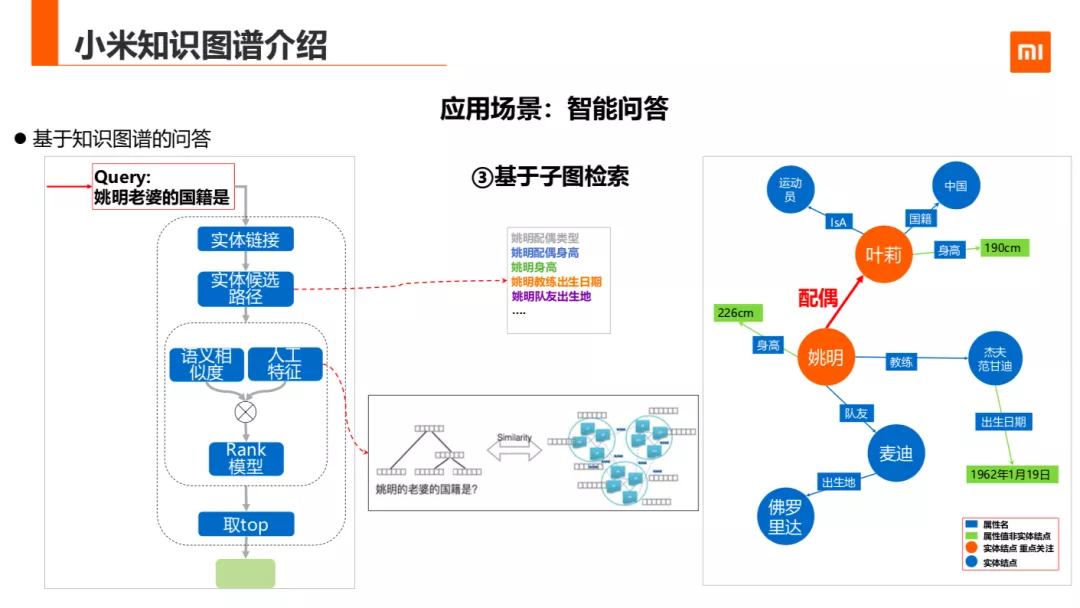 小米知识图谱介绍
mi
应用场景：智能问答
● 基于知识图谱的问答
③基于子图检索
Query:
姚明老婆的国籍是
实体链接
实体候选
路径
语义相
似度
人工
特征
Rank
模型
取top
姚明配偶类型
姚明配偶身高
姚明身高
姚明教练出生日期
姚明队友出生地
....
Similarity
姚明的老婆的国籍是?
运动
员
中国
IsA
国籍
叶莉
身高
190cm
配偶
226cm
身高
姚明
教练
杰夫
范甘迪
队友
出生日期
麦迪
1962年1月19日
出生地
佛罗
里达
属性名
属性值非实体结点
实体结点 重点关注
实体结点